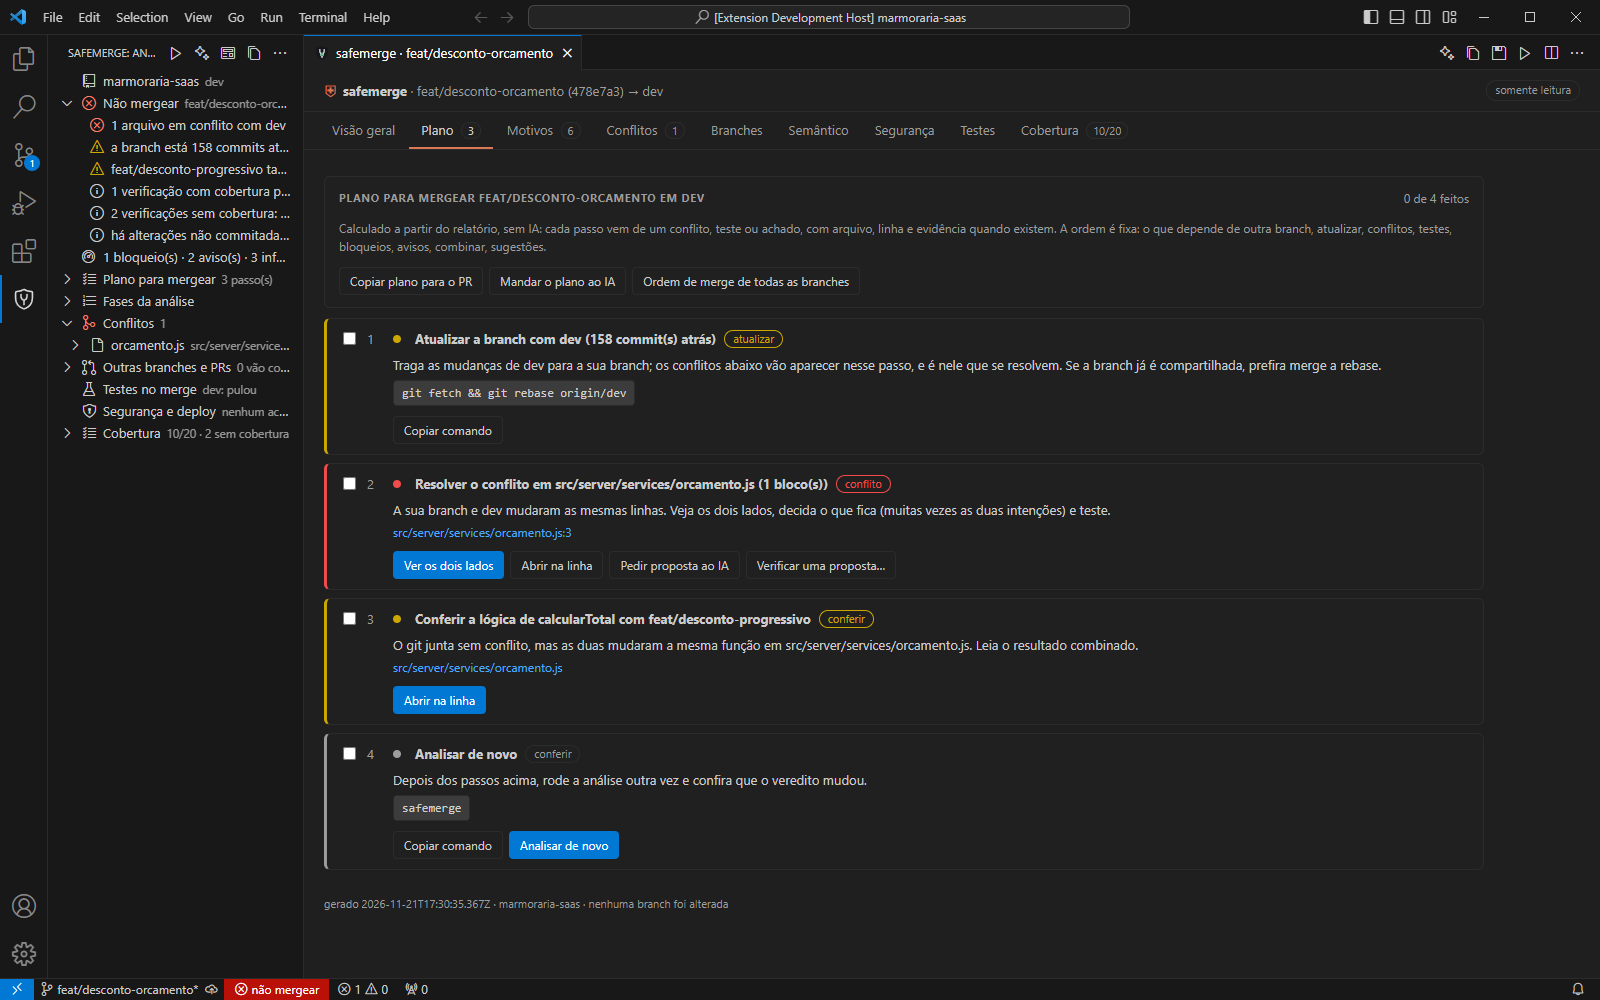 File Edit Selection View Go Run Terminal Help
[Extension Development Host] marmoraria-saas
SAFEMERGE: AN...
safemerge · feat/desconto-orcamento
marmoraria-saas dev
Não mergear feat/desconto-orc...
1 arquivo em conflito com dev
a branch está 158 commits at...
feat/desconto-progressivo ta...
1 verificação com cobertura p...
2 verificações sem cobertura: ...
há alterações não commitada...
1 bloqueio(s) · 2 aviso(s) · 3 inf...
Plano para mergear 3 passo(s)
Fases da análise
Conflitos 1
orcamento.js src/server/service...
Outras branches e PRs 0 vão co...
Testes no merge dev: pulou
Segurança e deploy nenhum ac...
Cobertura 10/20 · 2 sem cobertura
1
safemerge · feat/desconto-orcamento (478e7a3) → dev
somente leitura
Visão geral Plano 3 Motivos 6 Conflitos 1 Branches Semântico Segurança Testes Cobertura 10/20
PLANO PARA MERGEAR FEAT/DESCONTO-ORCAMENTO EM DEV
0 de 4 feitos
Calculado a partir do relatório, sem IA: cada passo vem de um conflito, teste ou achado, com arquivo, linha e evidência quando existem. A ordem é fixa: o que depende de outra branch, atualizar, conflitos, testes,
bloqueios, avisos, combinar, sugestões.
Copiar plano para o PR Mandar o plano ao IA Ordem de merge de todas as branches
1 Atualizar a branch com dev (158 commit(s) atrás) atualizar
Traga as mudanças de dev para a sua branch; os conflitos abaixo vão aparecer nesse passo, e é nele que se resolvem. Se a branch já é compartilhada, prefira merge a rebase.
git fetch && git rebase origin/dev
Copiar comando
2 Resolver o conflito em src/server/services/orcamento.js (1 bloco(s)) conflito
A sua branch e dev mudaram as mesmas linhas. Veja os dois lados, decida o que fica (muitas vezes as duas intenções) e teste.
src/server/services/orcamento.js:3
Ver os dois lados Abrir na linha Pedir proposta ao IA Verificar uma proposta...
3 Conferir a lógica de calcularTotal com feat/desconto-progressivo conferir
O git junta sem conflito, mas as duas mudaram a mesma função em src/server/services/orcamento.js. Leia o resultado combinado.
src/server/services/orcamento.js
Abrir na linha
4 Analisar de novo conferir
Depois dos passos acima, rode a análise outra vez e confira que o veredito mudou.
safemerge
Copiar comando Analisar de novo
gerado 2026-11-21T17:30:35.367Z · marmoraria-saas · nenhuma branch foi alterada
feat/desconto-orcamento* não mergear 1 0 0